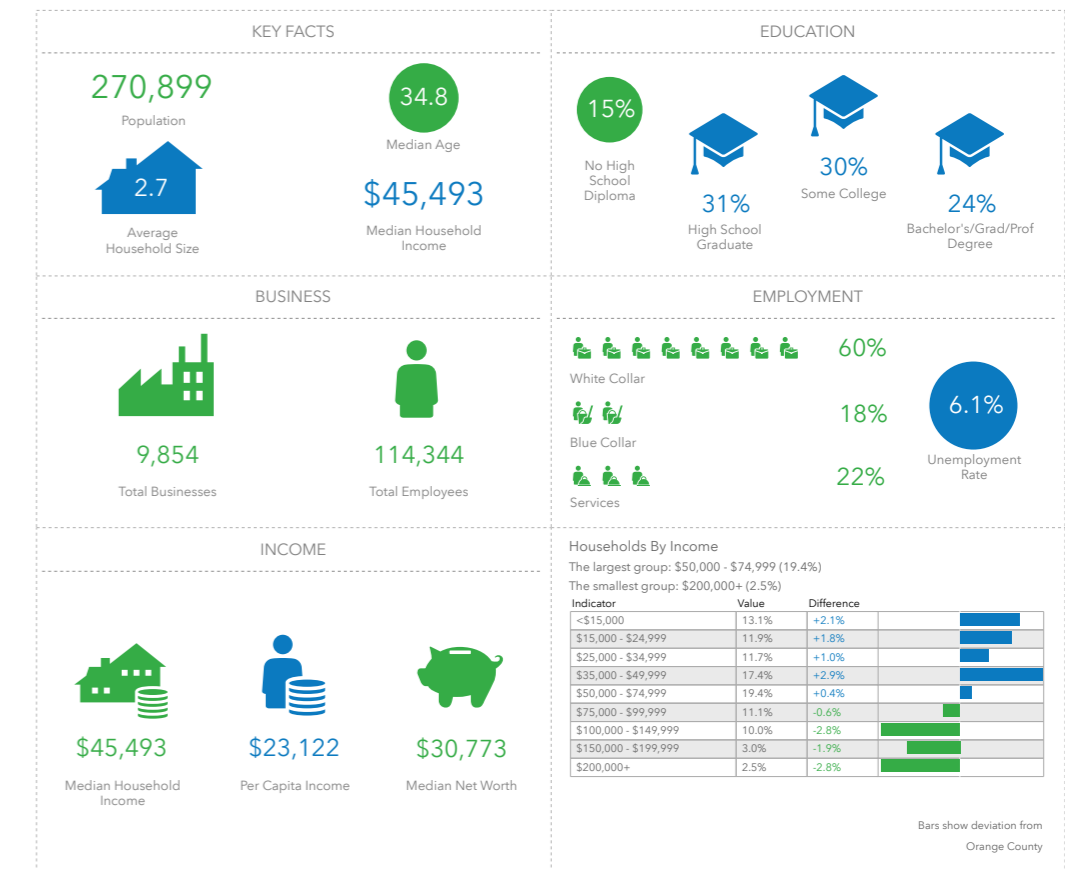 KEY FACTS
270,899
Population
34.8
Median Age
2.7
Average
Household Size
$45,493
Median Household
Income
EDUCATION
15%
No High
School
Diploma
31%
High School
Graduate
30%
Some College
24%
Bachelor's/Grad/Prof
Degree
BUSINESS
9,854
Total Businesses
114,344
Total Employees
EMPLOYMENT
60%
White Collar
18%
Blue Collar
22%
Services
6.1%
Unemployment
Rate
INCOME
$45,493
Median Household
Income
$23,122
Per Capita Income
$30,773
Median Net Worth
Households By Income
The largest group: $50,000 - $74,999 (19.4%)
The smallest group: $200,000+ (2.5%)
Indicator Value Difference
<$15,000 13.1% +2.1%
$15,000 - $24,999 11.9% +1.8%
$25,000 - $34,999 11.7% +1.0%
$35,000 - $49,999 17.4% +2.9%
$50,000 - $74,999 19.4% +0.4%
$75,000 - $99,999 11.1% -0.6%
$100,000 - $149,999 10.0% -2.8%
$150,000 - $199,999 3.0% -1.9%
$200,000+ 2.5% -2.8%
Bars show deviation from
Orange County